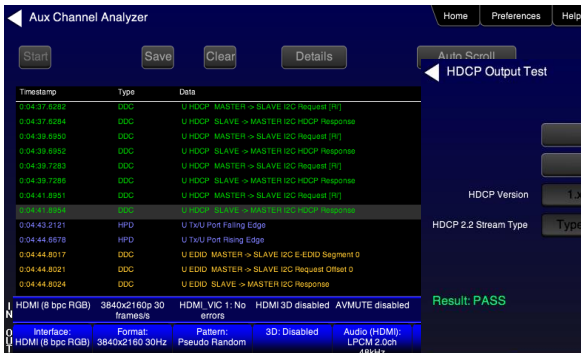 Aux Channel Analyzer
Home Preferences Help
Start Save Clear Details Auto Scroll
HDCP Output Test
Timestamp Type Data
0:04:37.6282 DDC U HDCP MASTER -> SLAVE I2C Request [Ri']
0:04:37.6284 DDC U HDCP SLAVE -> MASTER I2C HDCP Response
0:04:39.6950 DDC U HDCP MASTER -> SLAVE I2C Request [Ri']
0:04:39.6952 DDC U HDCP SLAVE -> MASTER I2C HDCP Response
0:04:39.7283 DDC U HDCP MASTER -> SLAVE I2C Request [Ri']
0:04:39.7286 DDC U HDCP SLAVE -> MASTER I2C HDCP Response
0:04:41.8951 DDC U HDCP MASTER -> SLAVE I2C Request [Ri']
0:04:41.8954 DDC U HDCP SLAVE -> MASTER I2C HDCP Response
0:04:43.2121 HPD U Tx/U Port Falling Edge
0:04:44.6678 HPD U Tx/U Port Rising Edge
0:04:44.8017 DDC U EDID MASTER -> SLAVE I2C E-EDID Segment 0
0:04:44.8021 DDC U EDID MASTER -> SLAVE I2C Request Offset 0
0:04:44.8024 DDC U EDID SLAVE -> MASTER I2C Response
HDCP Version 1.x
HDCP 2.2 Stream Type Type
Result: PASS
IN
HDMI (8 bpc RGB) 3840x2160p 30 HDMI_VIC 1: No HDMI 3D disabled AVMUTE disabled
frames/s errors
OUT
Interface: Format: Pattern: 3D: Disabled Audio (HDMI):
HDMI (8 bpc RGB) 3840x2160 30Hz Pseudo Random LPCM 2.0ch
48kHz